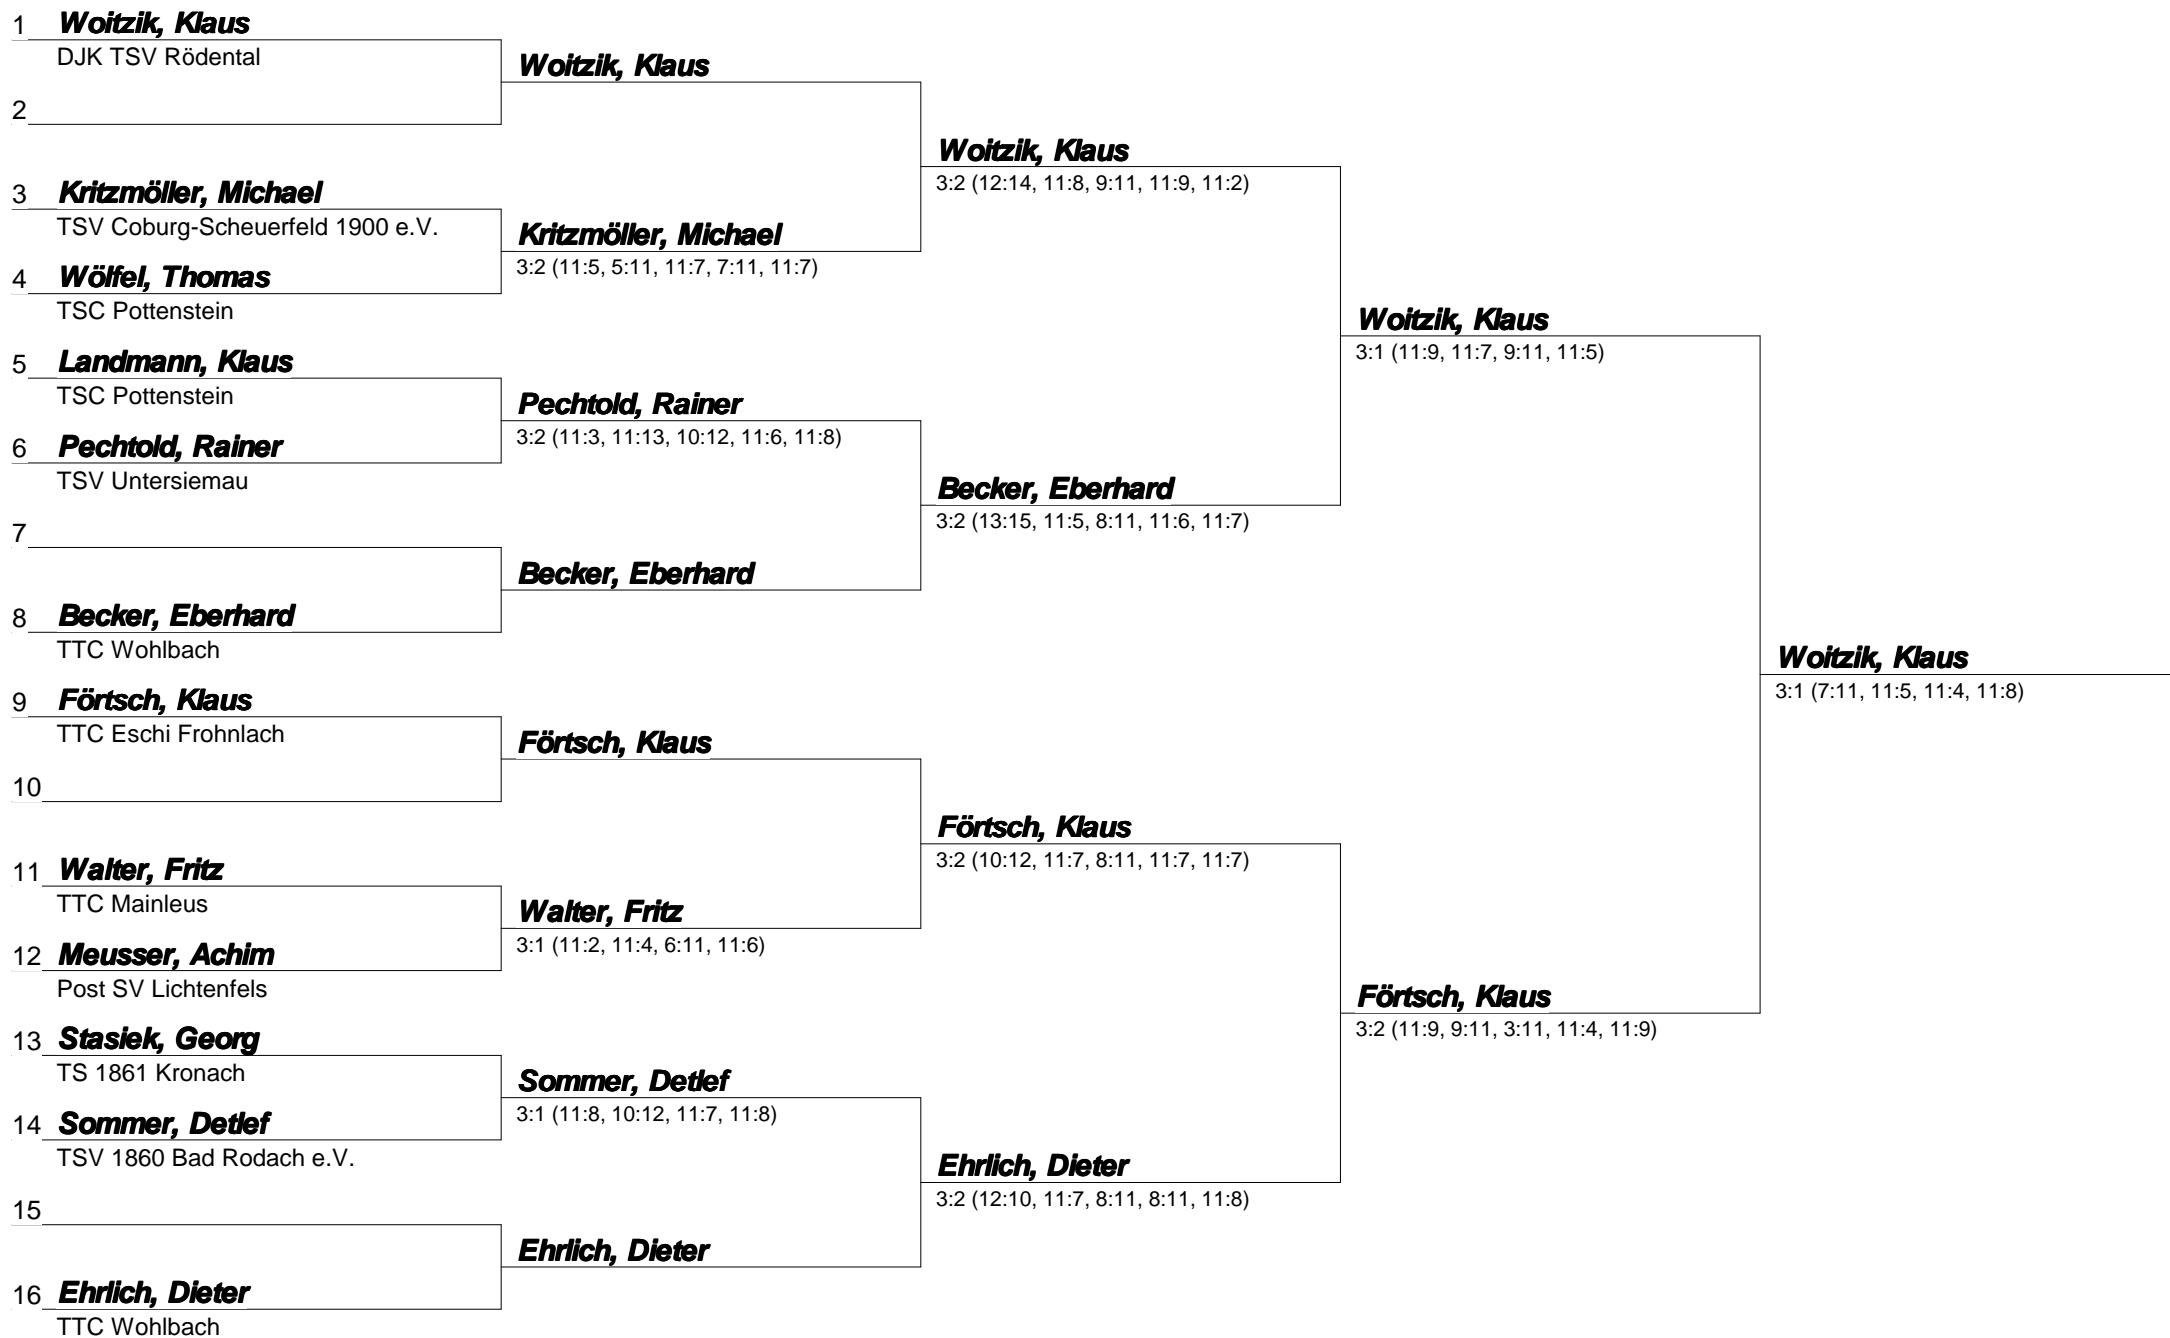 1 Woitzik, Klaus
DJK TSV Rödental
Woitzik, Klaus
2
Woitzik, Klaus
3:2 (12:14, 11:8, 9:11, 11:9, 11:2)
3 Kritzmöller, Michael
TSV Coburg-Scheuerfeld 1900 e.V.
Kritzmöller, Michael
3:2 (11:5, 5:11, 11:7, 7:11, 11:7)
4 Wölfel, Thomas
TSC Pottenstein
Woitzik, Klaus
3:1 (11:9, 11:7, 9:11, 11:5)
5 Landmann, Klaus
TSC Pottenstein
Pechtold, Rainer
3:2 (11:3, 11:13, 10:12, 11:6, 11:8)
6 Pechtold, Rainer
TSV Untersiemau
Becker, Eberhard
3:2 (13:15, 11:5, 8:11, 11:6, 11:7)
7
Becker, Eberhard
8 Becker, Eberhard
TTC Wohlbach
Woitzik, Klaus
3:1 (7:11, 11:5, 11:4, 11:8)
9 Förtsch, Klaus
TTC Eschi Frohnlach
Förtsch, Klaus
10
Förtsch, Klaus
3:2 (10:12, 11:7, 8:11, 11:7, 11:7)
11 Walter, Fritz
TTC Mainleus
Walter, Fritz
3:1 (11:2, 11:4, 6:11, 11:6)
12 Meusser, Achim
Post SV Lichtenfels
Förtsch, Klaus
3:2 (11:9, 9:11, 3:11, 11:4, 11:9)
13 Stasiek, Georg
TS 1861 Kronach
Sommer, Detlef
3:1 (11:8, 10:12, 11:7, 11:8)
14 Sommer, Detlef
TSV 1860 Bad Rodach e.V.
Ehrlich, Dieter
3:2 (12:10, 11:7, 8:11, 8:11, 11:8)
15
Ehrlich, Dieter
16 Ehrlich, Dieter
TTC Wohlbach